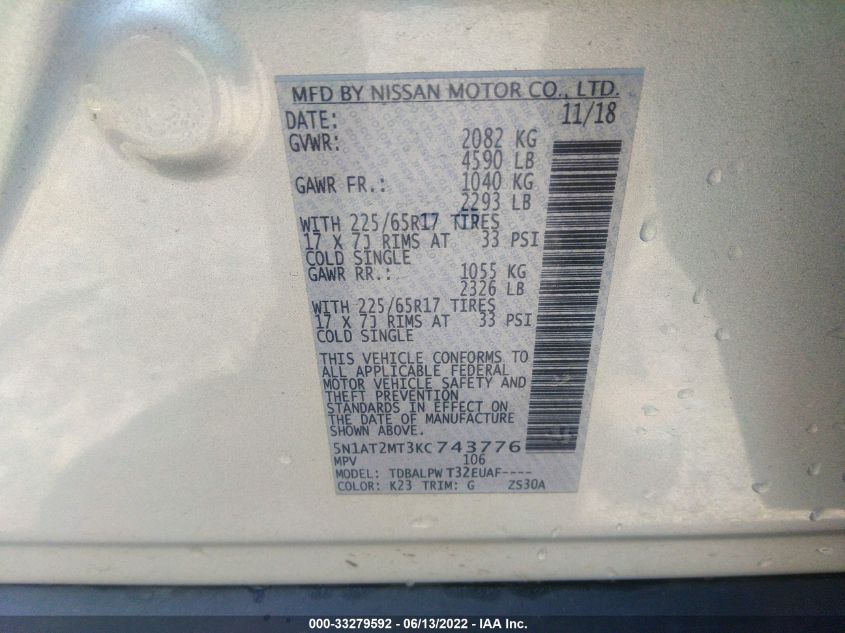 MFD BY NISSAN MOTOR CO., LTD.
DATE: 11/18
GVWR: 2082 KG
4590 LB
GAWR FR.: 1040 KG
2293 LB
WITH 225/65R17 TIRES
17 X 7J RIMS AT 33 PSI
COLD SINGLE
GAWR RR.: 1055 KG
2326 LB
WITH 225/65R17 TIRES
17 X 7J RIMS AT 33 PSI
COLD SINGLE
THIS VEHICLE CONFORMS TO
ALL APPLICABLE FEDERAL
MOTOR VEHICLE SAFETY AND
THEFT PREVENTION
STANDARDS IN EFFECT ON
THE DATE OF MANUFACTURE
SHOWN ABOVE.
5N1AT2MT3KC743776
MPV 106
MODEL: TDBALPW T32EUAF----
COLOR: K23 TRIM: G ZS30A
000-33279592 - 06/13/2022 - IAA Inc.